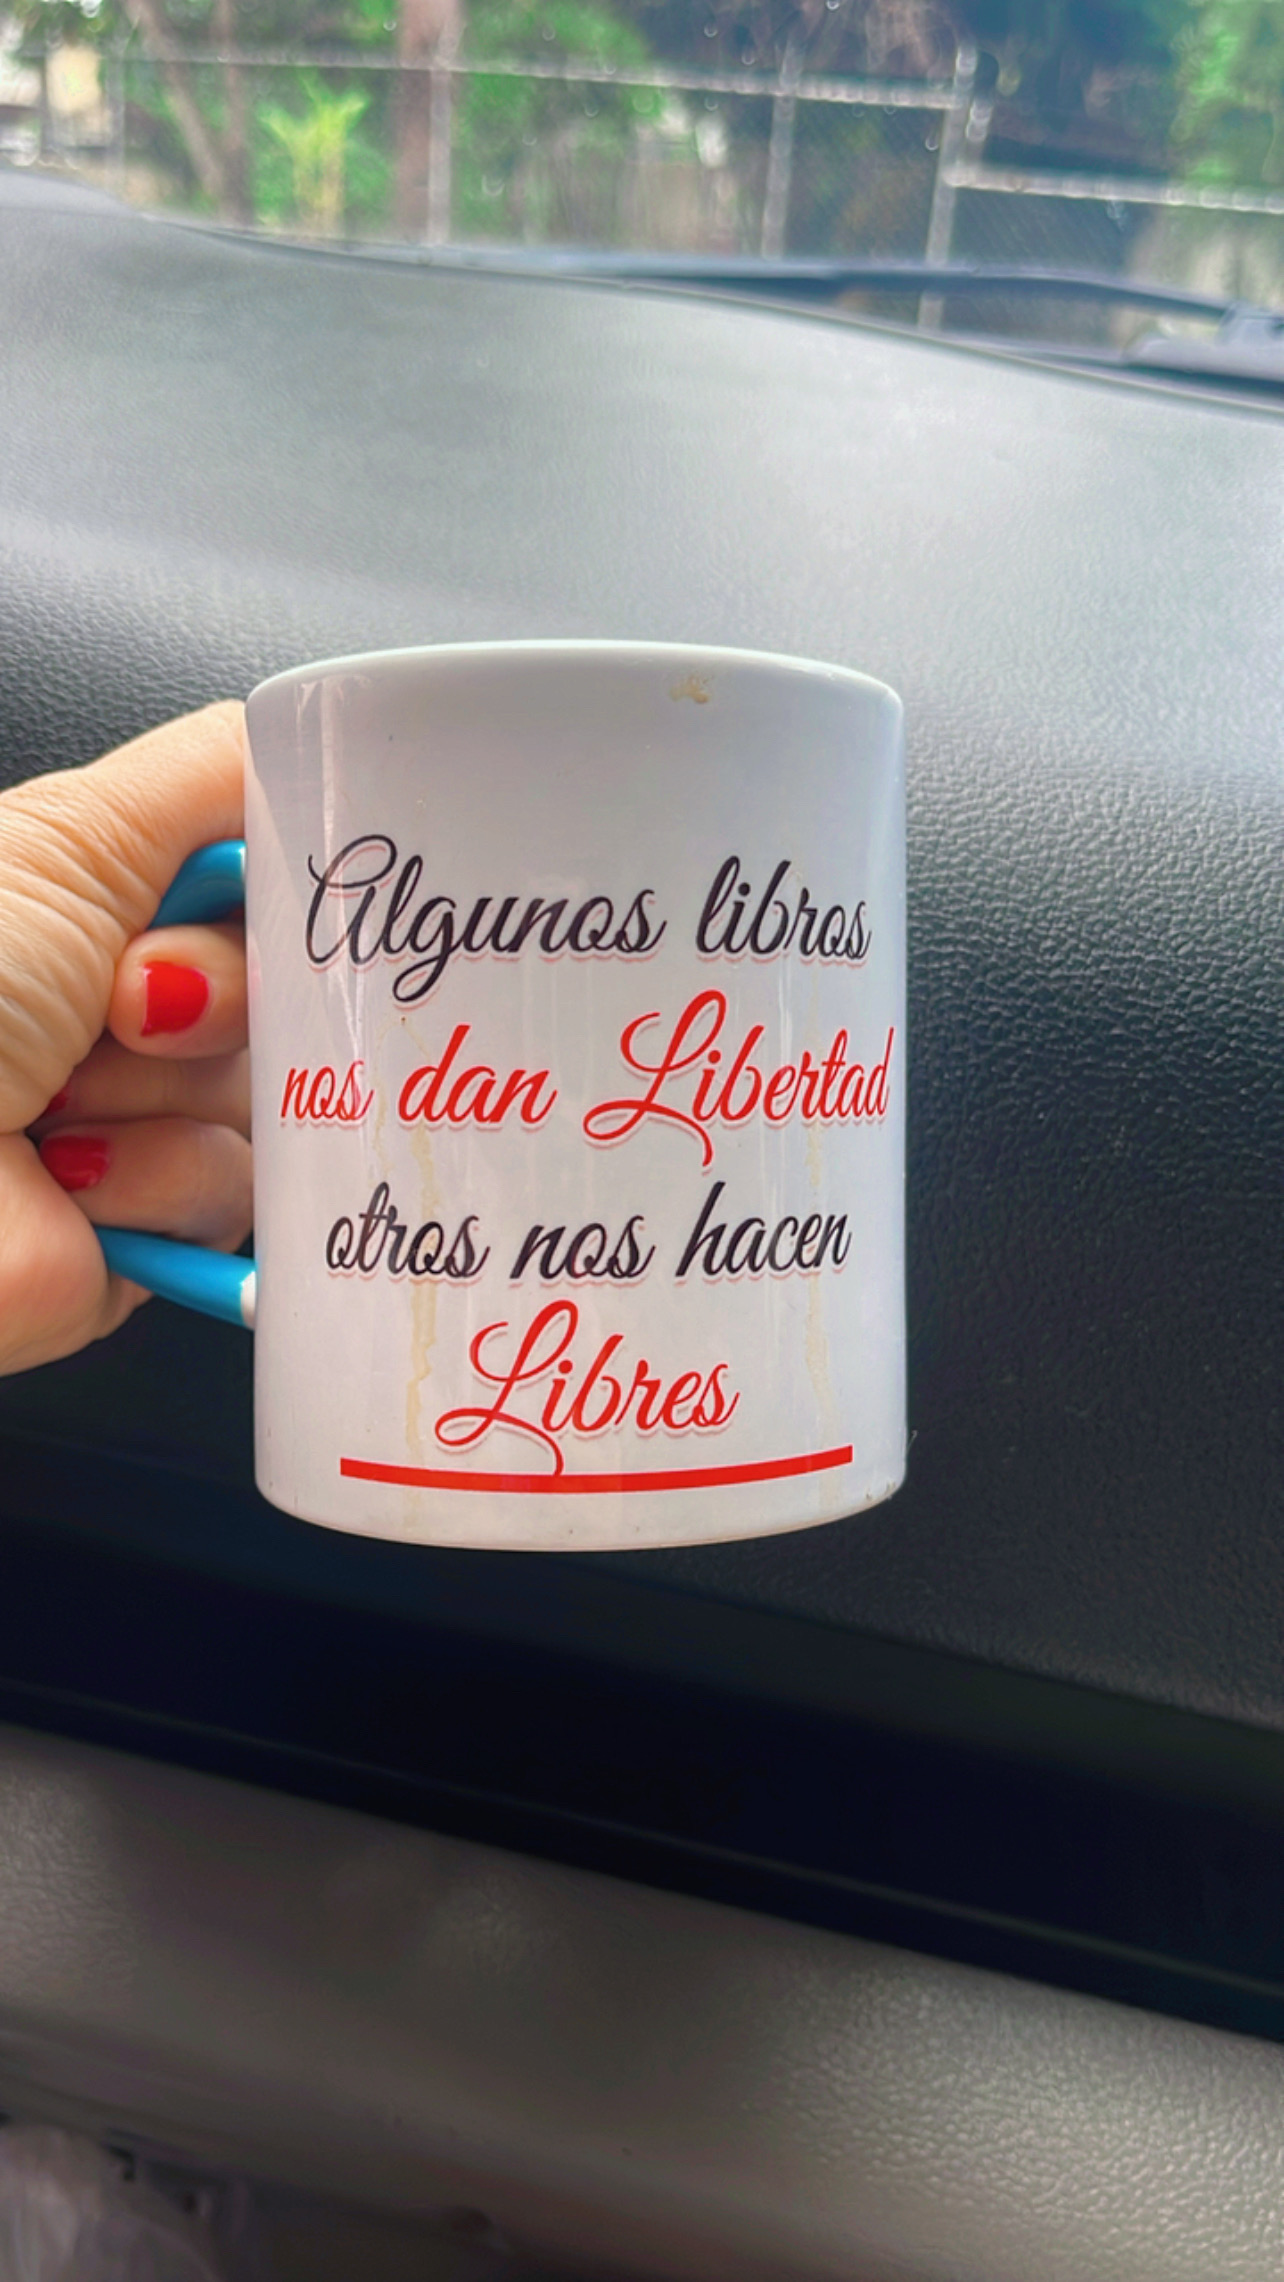 Algunos libros
nos dan Libertad
otros nos hacen
Libres